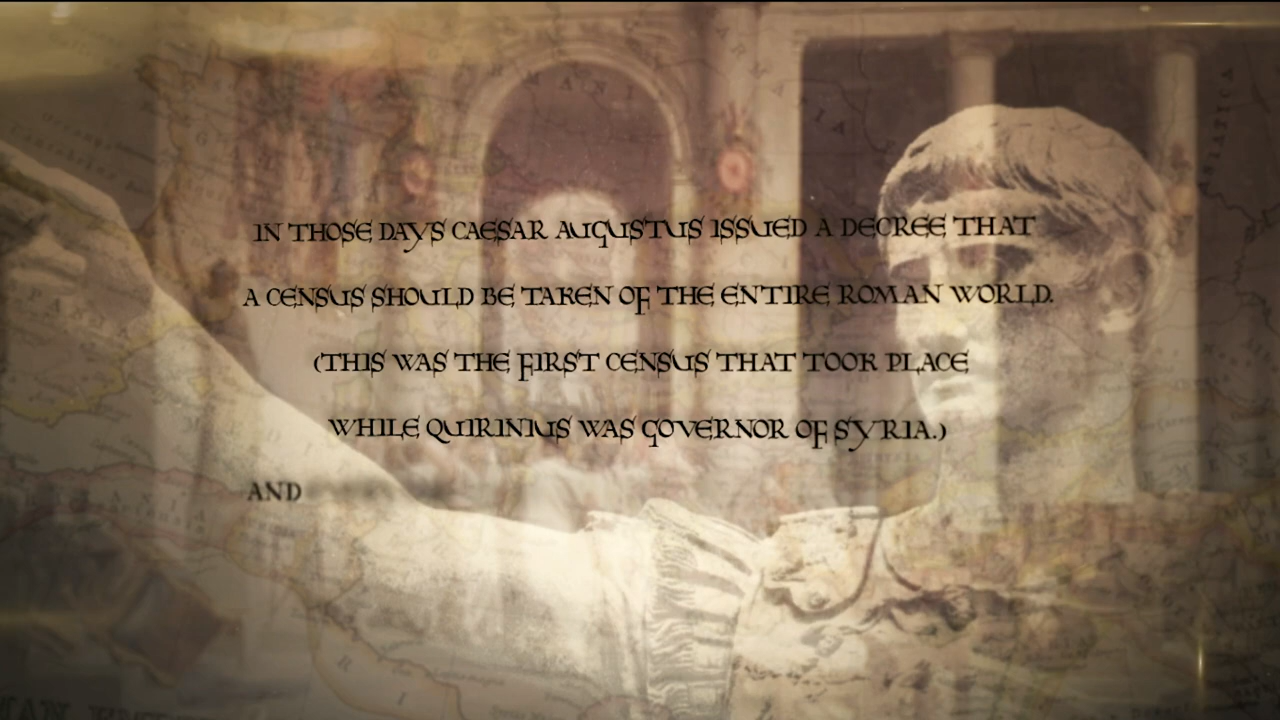 IN THOSE DAYS CAESAR AUGUSTUS ISSUED A DECREE THAT
A CENSUS SHOULD BE TAKEN OF THE ENTIRE ROMAN WORLD.
(THIS WAS THE FIRST CENSUS THAT TOOK PLACE
WHILE QUIRINIUS WAS GOVERNOR OF SYRIA.)
AND